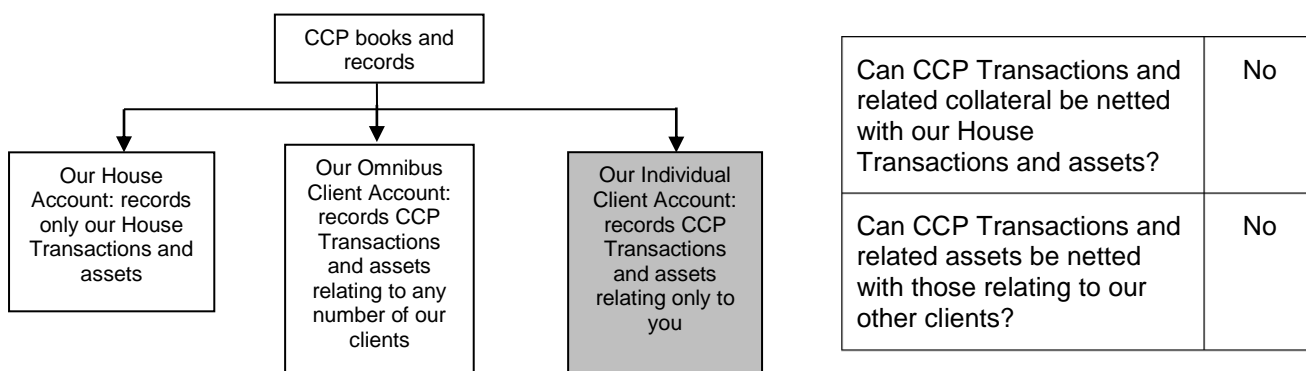 CCP books and
records
Our House
Account: records
only our House
Transactions and
assets
Our Omnibus
Client Account:
records CCP
Transactions
and assets
relating to any
number of our
clients
Our Individual
Client Account:
records CCP
Transactions
and assets
relating only to
you
Can CCP Transactions and
related collateral be netted
with our House
Transactions and assets?
No
Can CCP Transactions and
related assets be netted
with those relating to our
other clients?
No